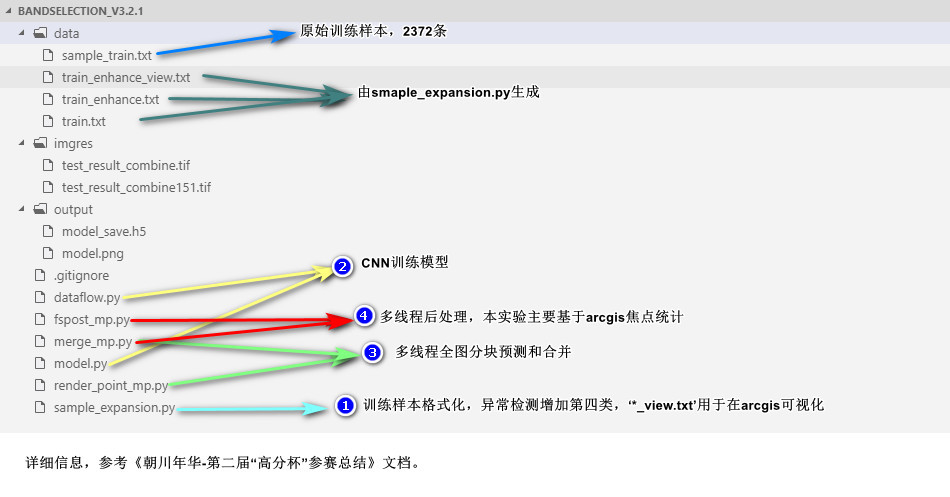 BANDSELECTION_V3.2.1
data
原始训练样本，2372条
sample_train.txt
train_enhance_view.txt
由smaple_expansion.py生成
train_enhance.txt
train.txt
imgres
test_result_combine.tif
test_result_combine151.tif
output
model_save.h5
model.png
2 CNN训练模型
.gitignore
dataflow.py
fspost_mp.py
4 多线程后处理，本实验主要基于arcgis焦点统计
merge_mp.py
3 多线程全图分块预测和合并
model.py
render_point_mp.py
sample_expansion.py
1 训练样本格式化，异常检测增加第四类，‘*_view.txt’用于在arcgis可视化
详细信息，参考《朝川年华-第二届“高分杯”参赛总结》文档。